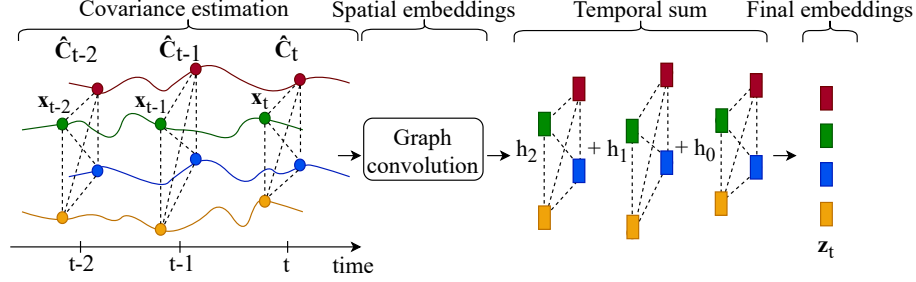 Covariance estimation
Spatial embeddings
Temporal sum
Final embeddings
Ĉt-2
Ĉt-1
Ĉt
xt-2
xt-1
xt
Graph
convolution
h2
+ h1
+ h0
zt
t-2
t-1
t
time